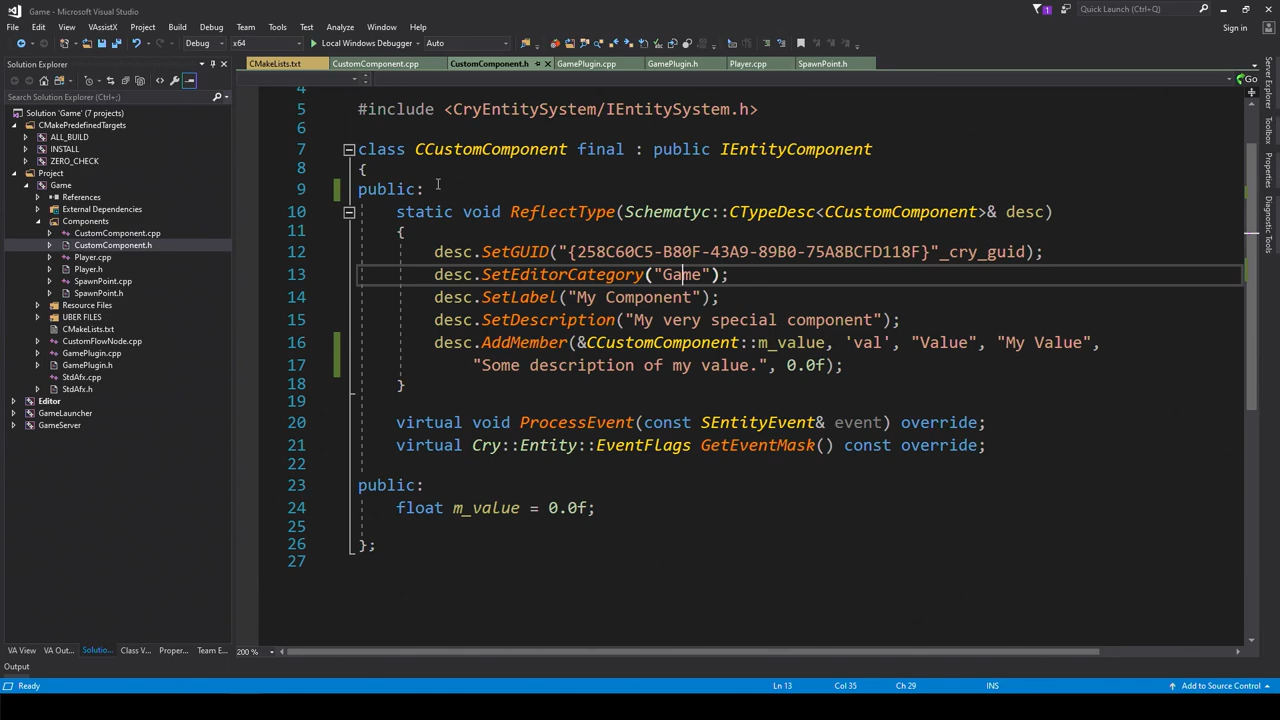 Game - Microsoft Visual Studio
1
Quick Launch (Ctrl+Q)
File Edit View VAssistX Project Build Debug Team Tools Test Analyze Window Help
Sign in
Debug x64 Local Windows Debugger Auto
Solution Explorer
CMakeLists.txt CustomComponent.cpp CustomComponent.h GamePlugin.cpp GamePlugin.h Player.cpp SpawnPoint.h
Go
Search Solution Explorer (Ctrl+;)
Solution 'Game' (7 projects)
CMakePredefinedTargets
ALL_BUILD
INSTALL
ZERO_CHECK
Project
Game
References
External Dependencies
Components
CustomComponent.cpp
CustomComponent.h
Player.cpp
Player.h
SpawnPoint.cpp
SpawnPoint.h
Resource Files
UBER FILES
CMakeLists.txt
CustomFlowNode.cpp
GamePlugin.cpp
GamePlugin.h
StdAfx.cpp
StdAfx.h
Editor
GameLauncher
GameServer
4
5 #include <CryEntitySystem/IEntitySystem.h>
6
7 class CCustomComponent final : public IEntityComponent
8 {
9 public:
10 static void ReflectType(Schematyc::CTypeDesc<CCustomComponent>& desc)
11 {
12 desc.SetGUID("{258C60C5-B80F-43A9-89B0-75A8BCFD118F}"_cry_guid);
13 desc.SetEditorCategory("Game");
14 desc.SetLabel("My Component");
15 desc.SetDescription("My very special component");
16 desc.AddMember(&CCustomComponent::m_value, 'val', "Value", "My Value",
17 "Some description of my value.", 0.0f);
18 }
19
20 virtual void ProcessEvent(const SEntityEvent& event) override;
21 virtual Cry::Entity::EventFlags GetEventMask() const override;
22
23 public:
24 float m_value = 0.0f;
25
26 };
27
Server Explorer
Toolbox
Properties
Diagnostic Tools
VA View VA Out... Solutio... Class V... Proper... Team E...
200 %
Output
Ready Ln 13 Col 35 Ch 29 INS Add to Source Control